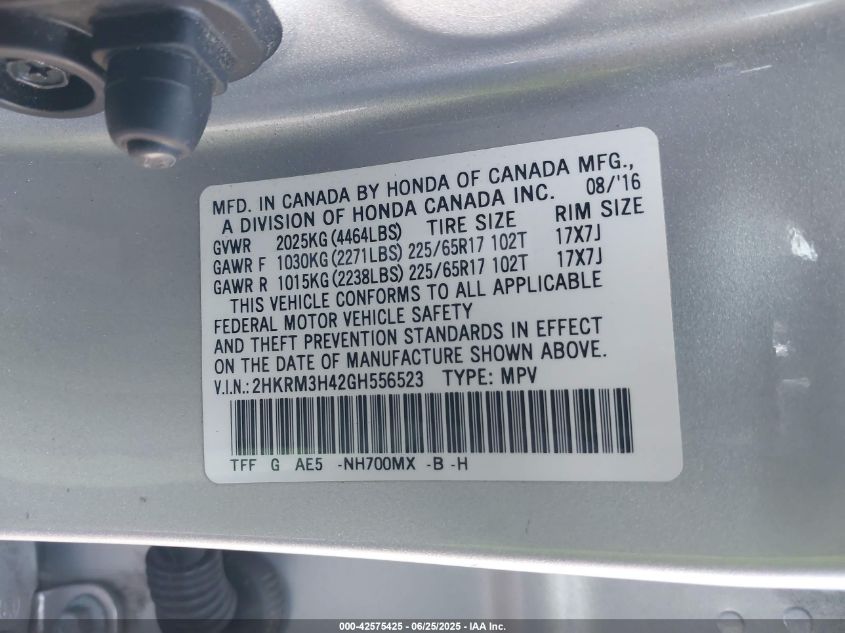 MFD. IN CANADA BY HONDA OF CANADA MFG.,
A DIVISION OF HONDA CANADA INC. 08/'16
GVWR 2025KG(4464LBS) TIRE SIZE RIM SIZE
GAWR F 1030KG(2271LBS) 225/65R17 102T 17X7J
GAWR R 1015KG(2238LBS) 225/65R17 102T 17X7J
THIS VEHICLE CONFORMS TO ALL APPLICABLE
FEDERAL MOTOR VEHICLE SAFETY
AND THEFT PREVENTION STANDARDS IN EFFECT
ON THE DATE OF MANUFACTURE SHOWN ABOVE.
V.I.N.: 2HKRM3H42GH556523 TYPE: MPV
TFF G AE5 -NH700MX -B -H
000-42575425 - 06/25/2025 - IAA Inc.